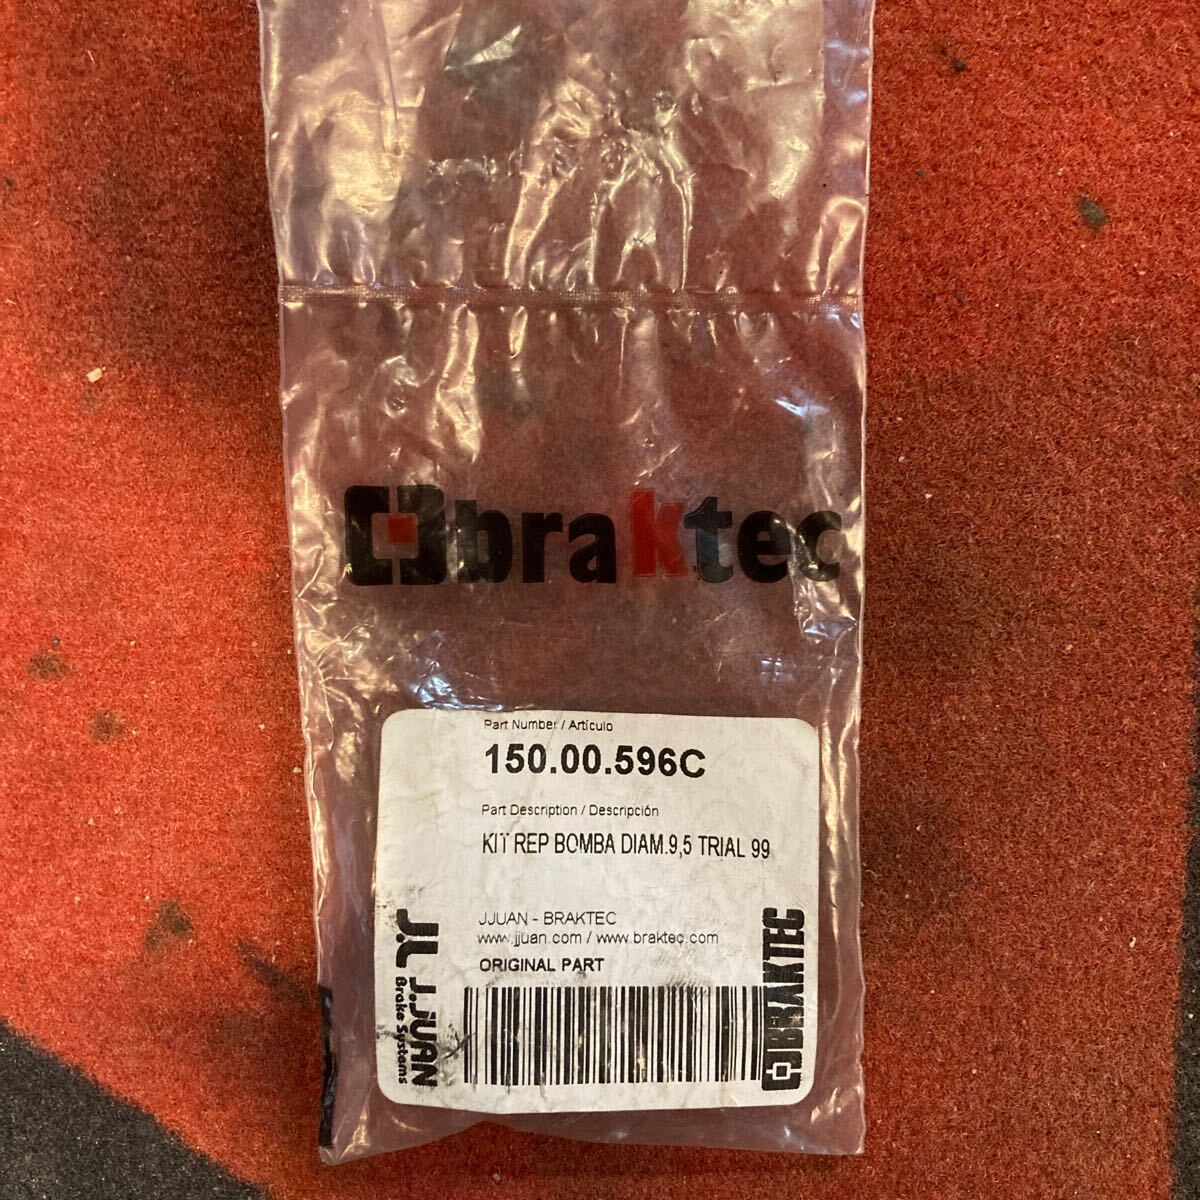 braktec
Part Number / Artículo
150.00.596C
Part Description / Descripción
KIT REP BOMBA DIAM.9,5 TRIAL 99
JJUAN - BRAKTEC
www.jjuan.com / www.braktec.com
ORIGINAL PART
J.JUAN
Brake Systems
BRAKTEC